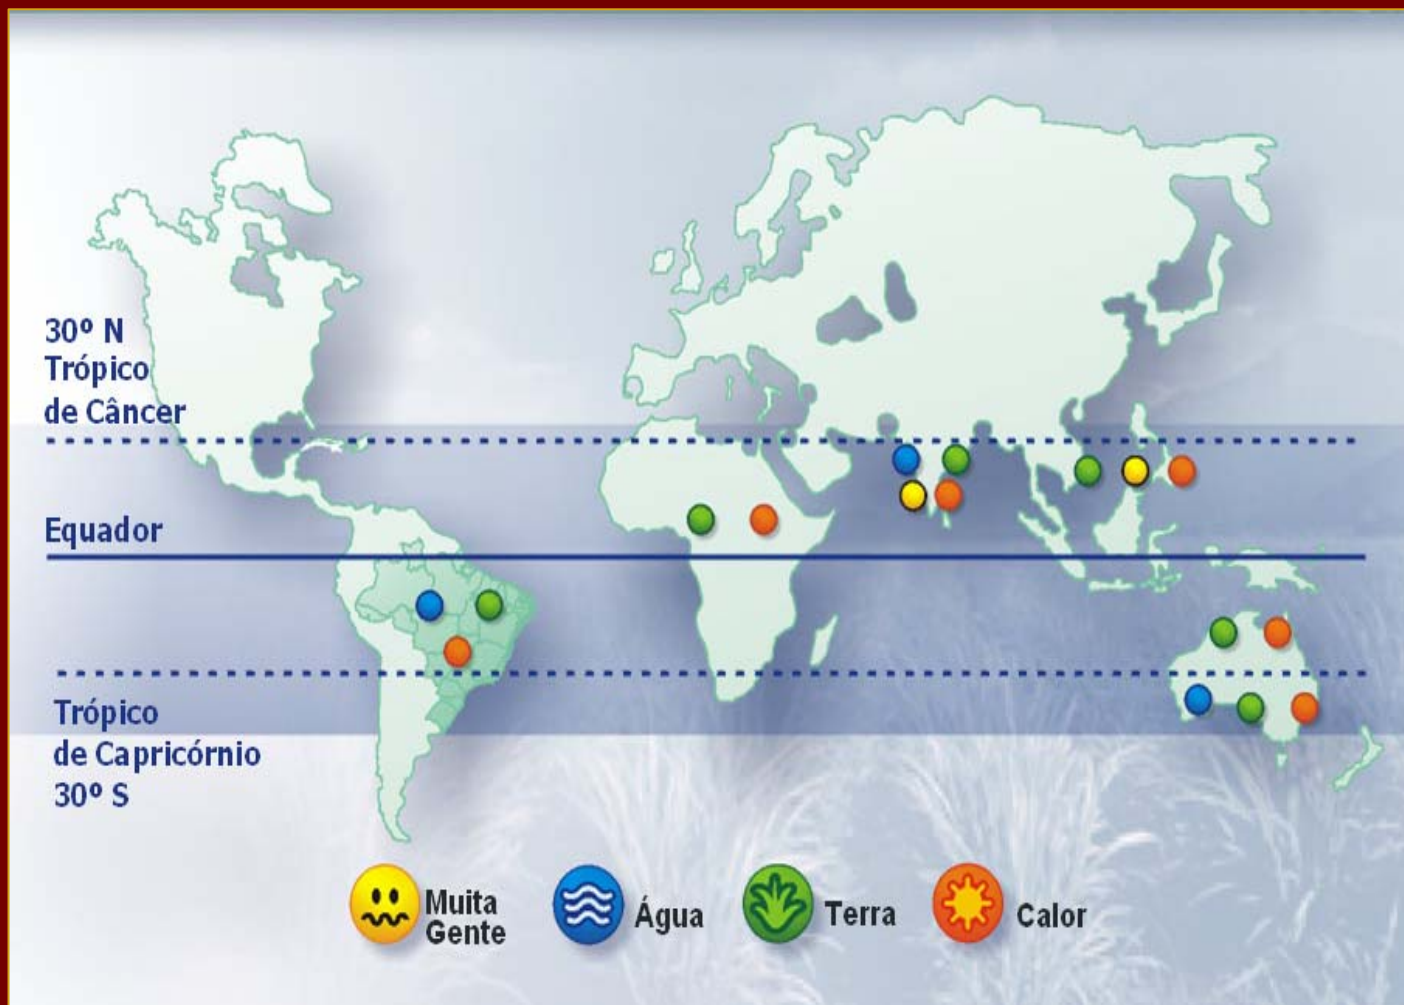 30º N
Trópico
de Câncer
Equador
Trópico
de Capricórnio
30º S
Muita
Gente
Água
Terra
Calor